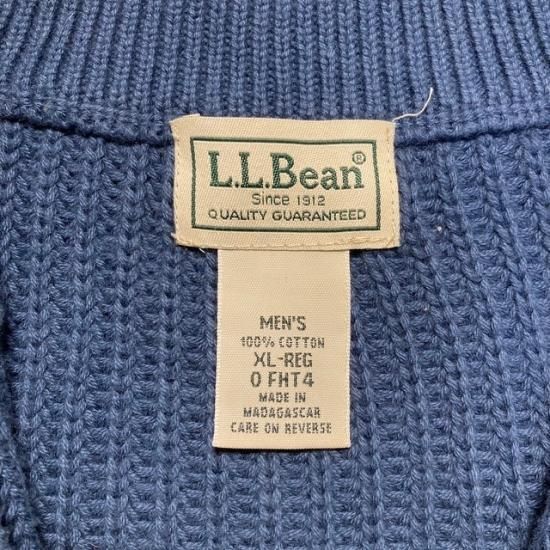 L.L.Bean®
Since 1912
QUALITY GUARANTEED
MEN'S
100% COTTON
XL-REG
0 FHT4
MADE IN
MADAGASCAR
CARE ON REVERSE